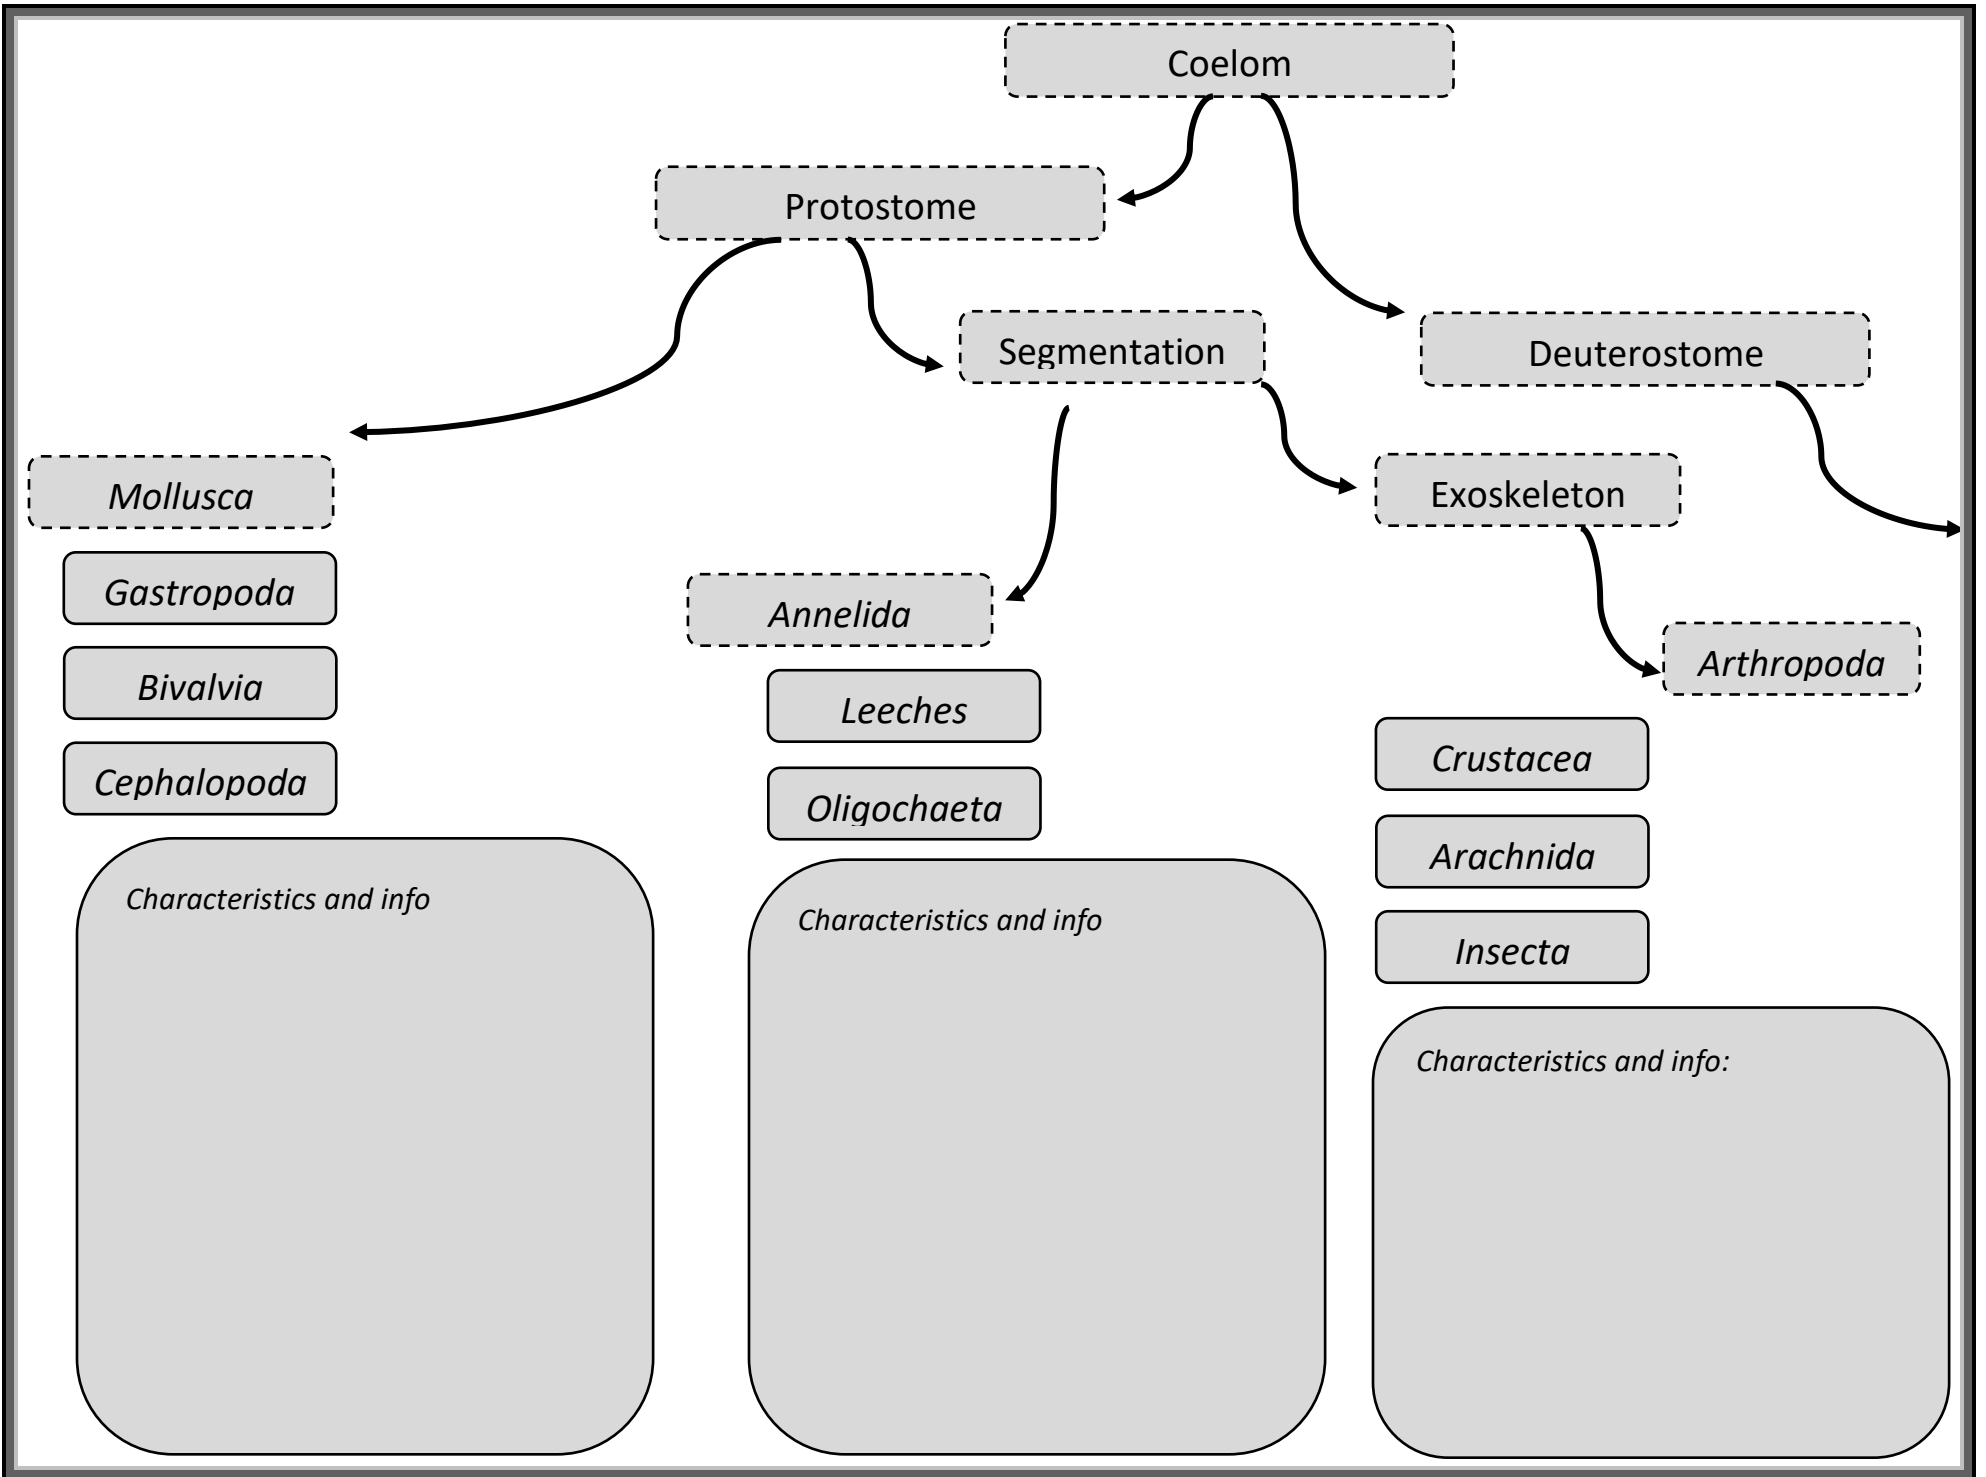 Coelom
Protostome
Segmentation
Deuterostome
Mollusca
Exoskeleton
Gastropoda
Annelida
Arthropoda
Bivalvia
Leeches
Crustacea
Cephalopoda
Oligochaeta
Arachnida
Characteristics and info
Characteristics and info
Insecta
Characteristics and info: